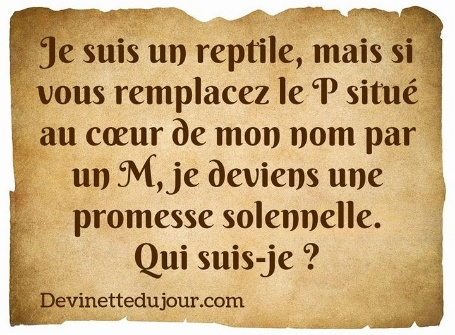 Je suis un reptile, mais si
vous remplacez le P situé
au cœur de mon nom par
un M, je deviens une
promesse solennelle.
Qui suis-je ?
Devinettedujour.com